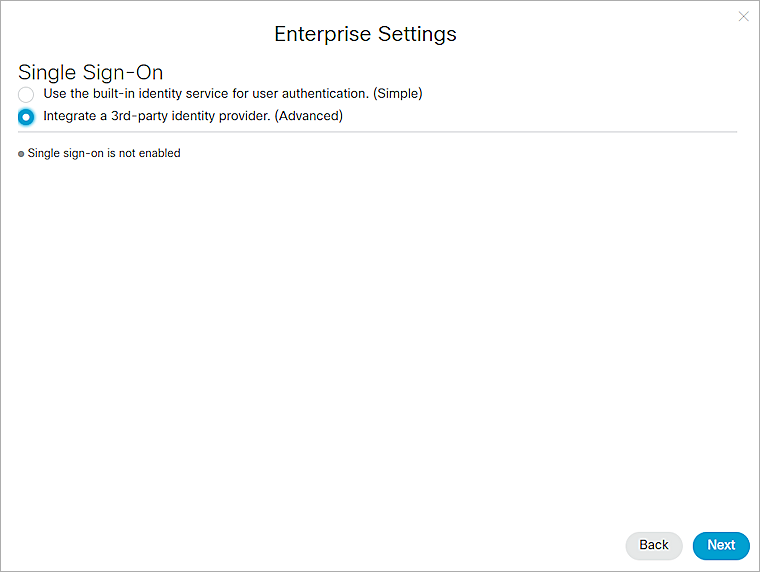 Enterprise Settings
Single Sign-On
Use the built-in identity service for user authentication. (Simple)
Integrate a 3rd-party identity provider. (Advanced)
Single sign-on is not enabled
Back
Next